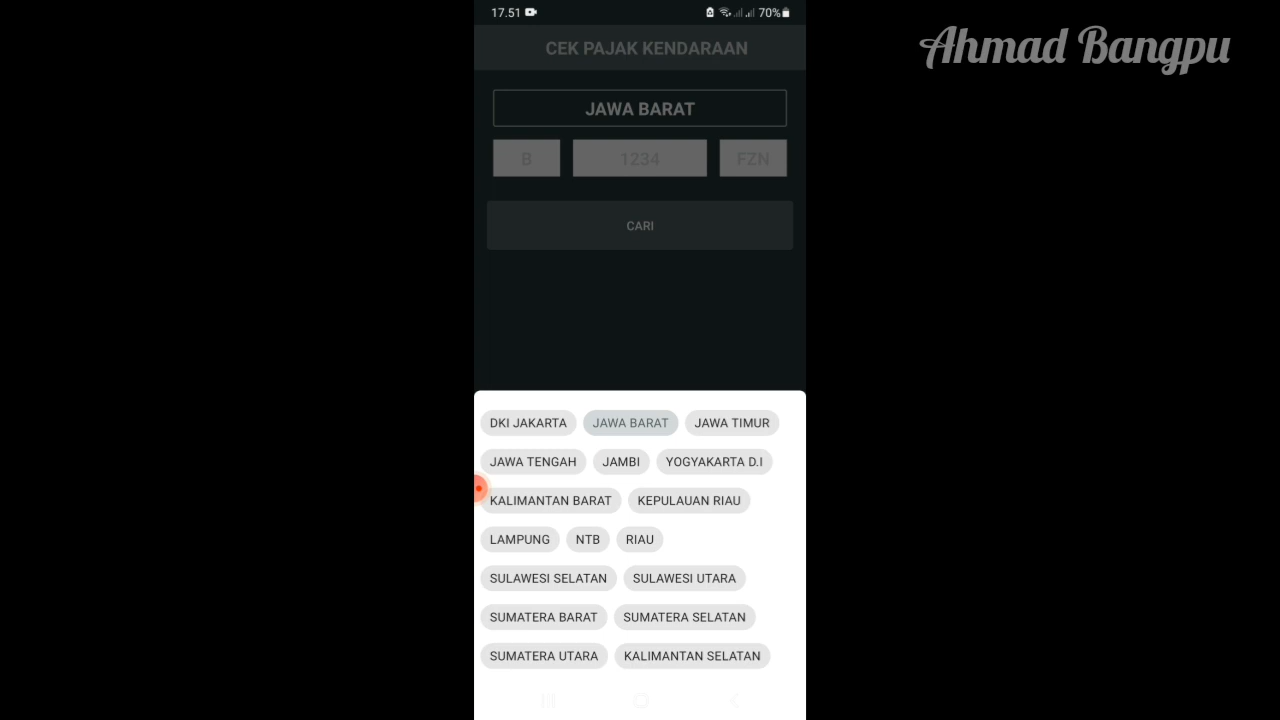 17.51 70%
Ahmad Bangpu
CEK PAJAK KENDARAAN
JAWA BARAT
B 1234 FZN
CARI
DKI JAKARTA JAWA BARAT JAWA TIMUR
JAWA TENGAH JAMBI YOGYAKARTA D.I
KALIMANTAN BARAT KEPULAUAN RIAU
LAMPUNG NTB RIAU
SULAWESI SELATAN SULAWESI UTARA
SUMATERA BARAT SUMATERA SELATAN
SUMATERA UTARA KALIMANTAN SELATAN